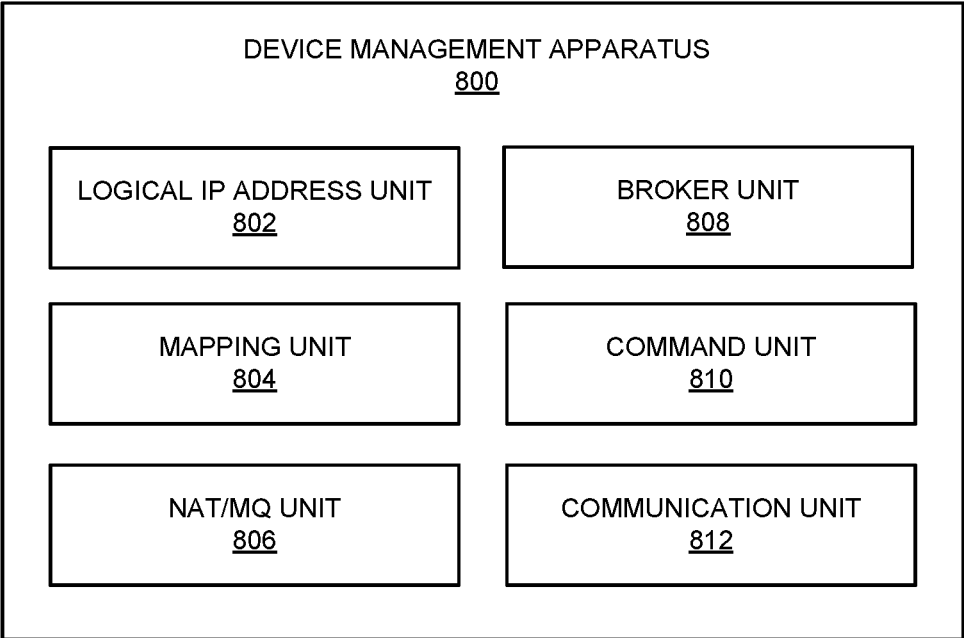 DEVICE MANAGEMENT APPARATUS
800
LOGICAL IP ADDRESS UNIT
802
BROKER UNIT
808
MAPPING UNIT
804
COMMAND UNIT
810
NAT/MQ UNIT
806
COMMUNICATION UNIT
812